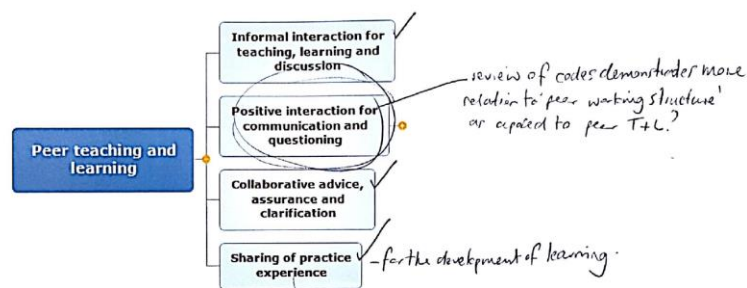 Informal interaction for
teaching, learning and
discussion
Positive interaction for
communication and
questioning
Peer teaching and
learning
Collaborative advice,
assurance and
clarification
Sharing of practice
experience
review of codes demonstrates more
relation to 'peer working structure'
as opposed to peer T+L.?
- for the development of learning.